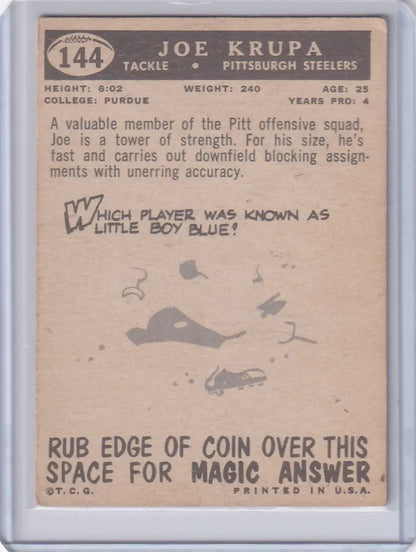 144
JOE KRUPA
TACKLE • PITTSBURGH STEELERS
HEIGHT: 6:02 WEIGHT: 240 AGE: 25
COLLEGE: PURDUE YEARS PRO: 4
A valuable member of the Pitt offensive squad,
Joe is a tower of strength. For his size, he's
fast and carries out downfield blocking assign-
ments with unerring accuracy.
WHICH PLAYER WAS KNOWN AS
LITTLE BOY BLUE?
RUB EDGE OF COIN OVER THIS
SPACE FOR MAGIC ANSWER
©T.C.G. PRINTED IN U.S.A.